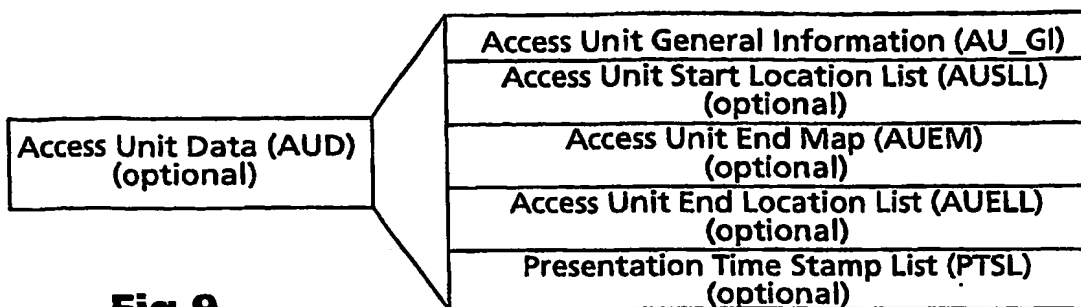 Access Unit Data (AUD)
(optional)
Access Unit General Information (AU_GI)
Access Unit Start Location List (AUSLL)
(optional)
Access Unit End Map (AUEM)
(optional)
Access Unit End Location List (AUELL)
(optional)
Presentation Time Stamp List (PTSL)
(optional)
Fig 9